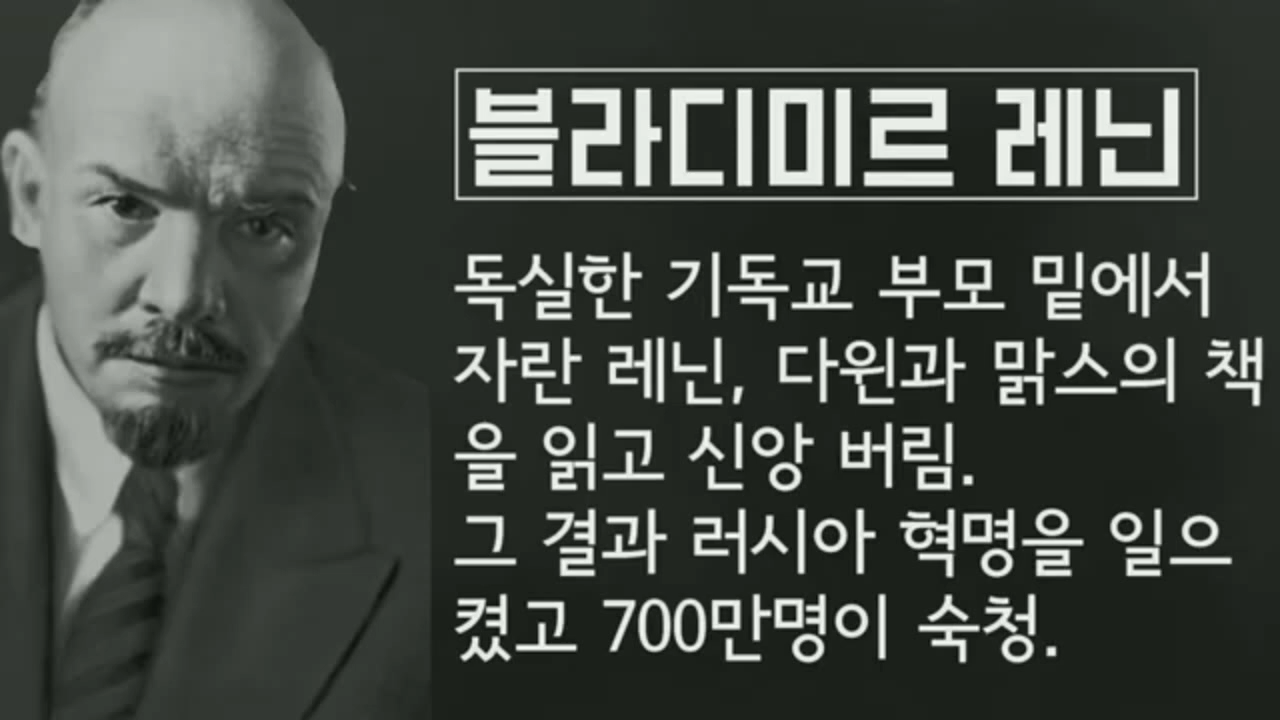 블라디미르 레닌
독실한 기독교 부모 밑에서
자란 레닌, 다윈과 맑스의 책
을 읽고 신앙 버림.
그 결과 러시아 혁명을 일으
켰고 700만명이 숙청.